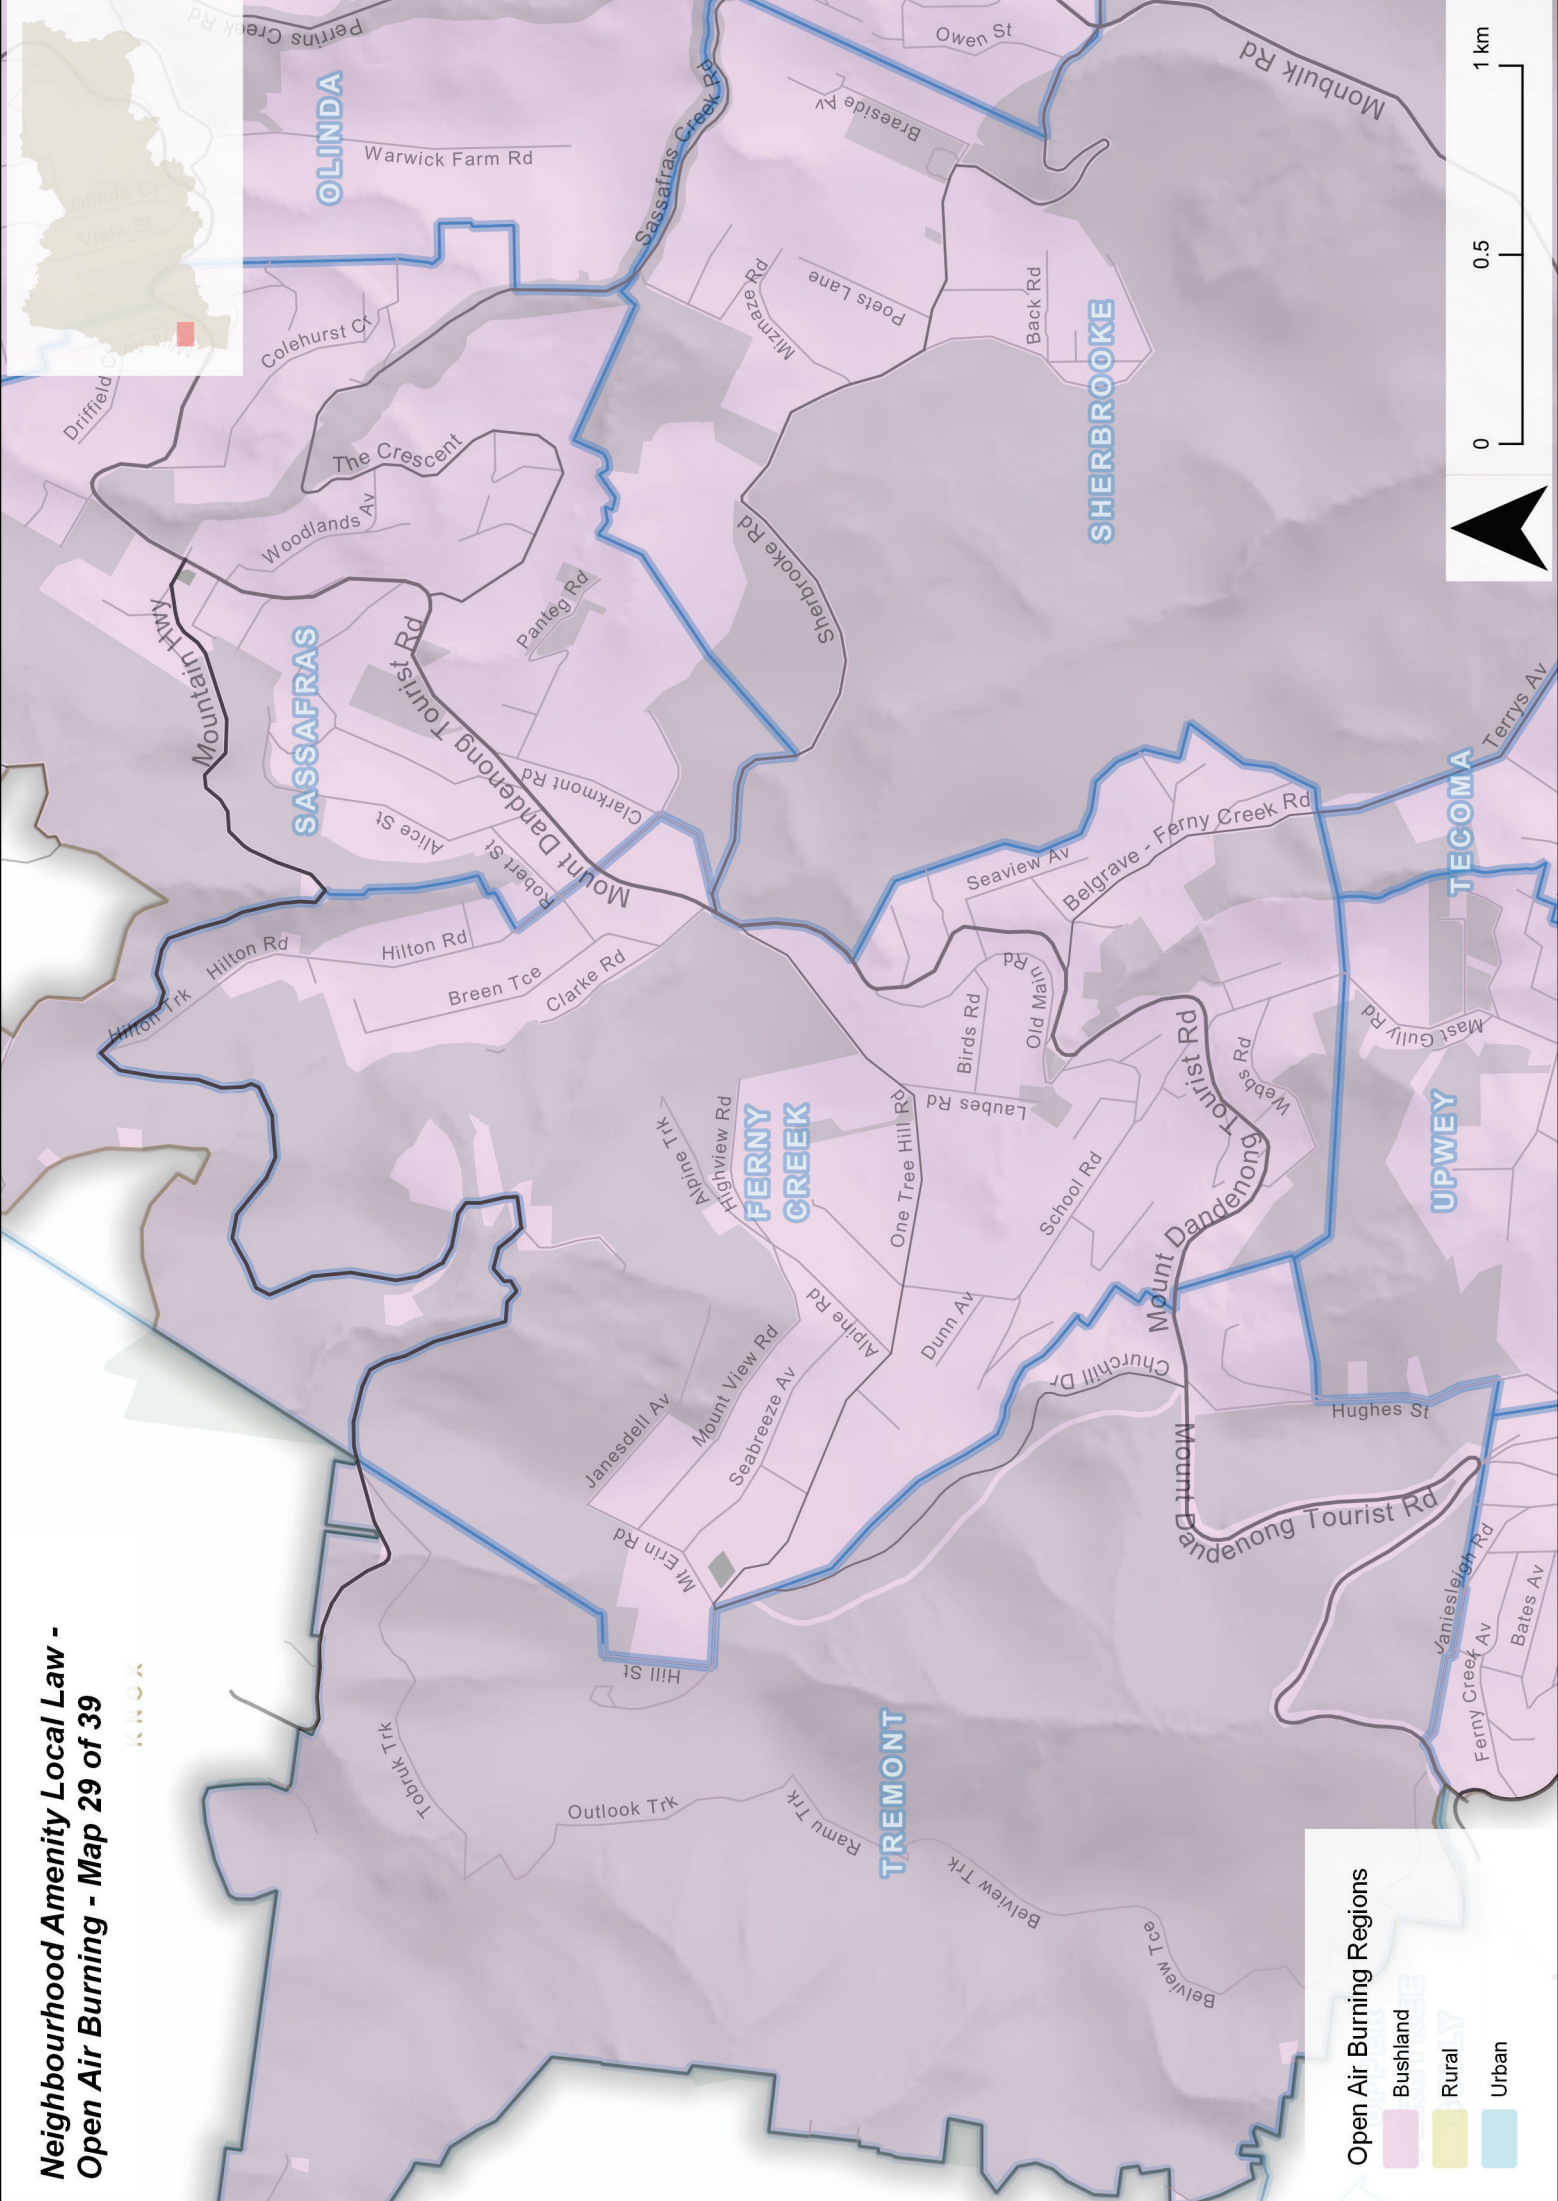 Neighbourhood Amenity Local Law -
Open Air Burning - Map 29 of 39
KNOX
OLINDA
Perrins Creek Rd
Olinda Cr
Vista St
Warwick Farm Rd
Sassafras Creek Rd
Owen St
Braeside Av
Monbulk Rd
Driffield
Colehurst Cr
The Crescent
Woodlands Av
Mizmaze Rd
Poets Lane
Back Rd
SHERBROOKE
Sherbrooke Rd
Panteg Rd
Mountain Hwy
SASSAFRAS
Mount Dandenong Tourist Rd
Clarkmont Rd
Alice St
Robert St
Hilton Rd
Hilton Rd
Hilton Trk
Breen Tce
Clarke Rd
Seaview Av
Belgrave - Ferny Creek Rd
Terrys Av
TECOMA
Old Main Rd
Birds Rd
Laubes Rd
Mast Gully Rd
Webbs Rd
Mount Dandenong Tourist Rd
UPWEY
Alpine Trk
Highview Rd
FERNY
CREEK
One Tree Hill Rd
School Rd
Dunn Av
Alpine Rd
Mount View Rd
Janesdell Av
Seabreeze Av
Mt Erin Rd
Churchill Dr
Hughes St
Mount Dandenong Tourist Rd
Janiesleigh Rd
Ferny Creek Av
Bates Av
Hill St
TREMONT
Tobruk Trk
Outlook Trk
Ramu Trk
Belview Trk
Belview Tce
0
0.5
1 km
Open Air Burning Regions
Bushland
Rural
Urban